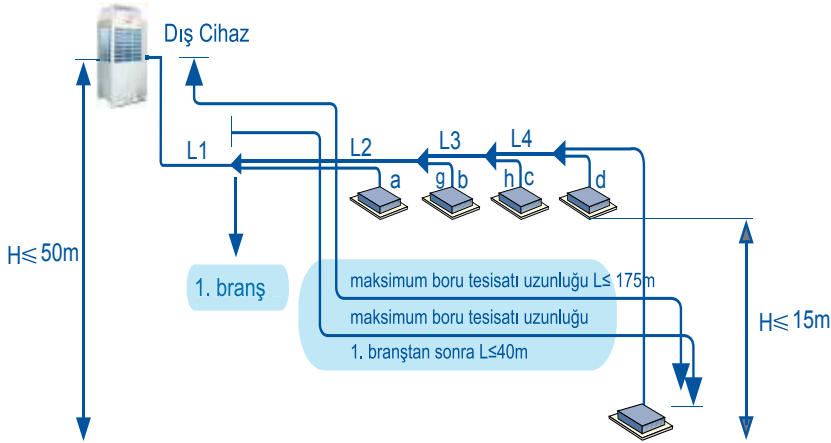 Dış Cihaz
L1
L2
L3
L4
a
g b
h c
d
H≤ 50m
1. branş
maksimum boru tesisatı uzunluğu L≤ 175m
maksimum boru tesisatı uzunluğu
1. branştan sonra L≤40m
H≤ 15m